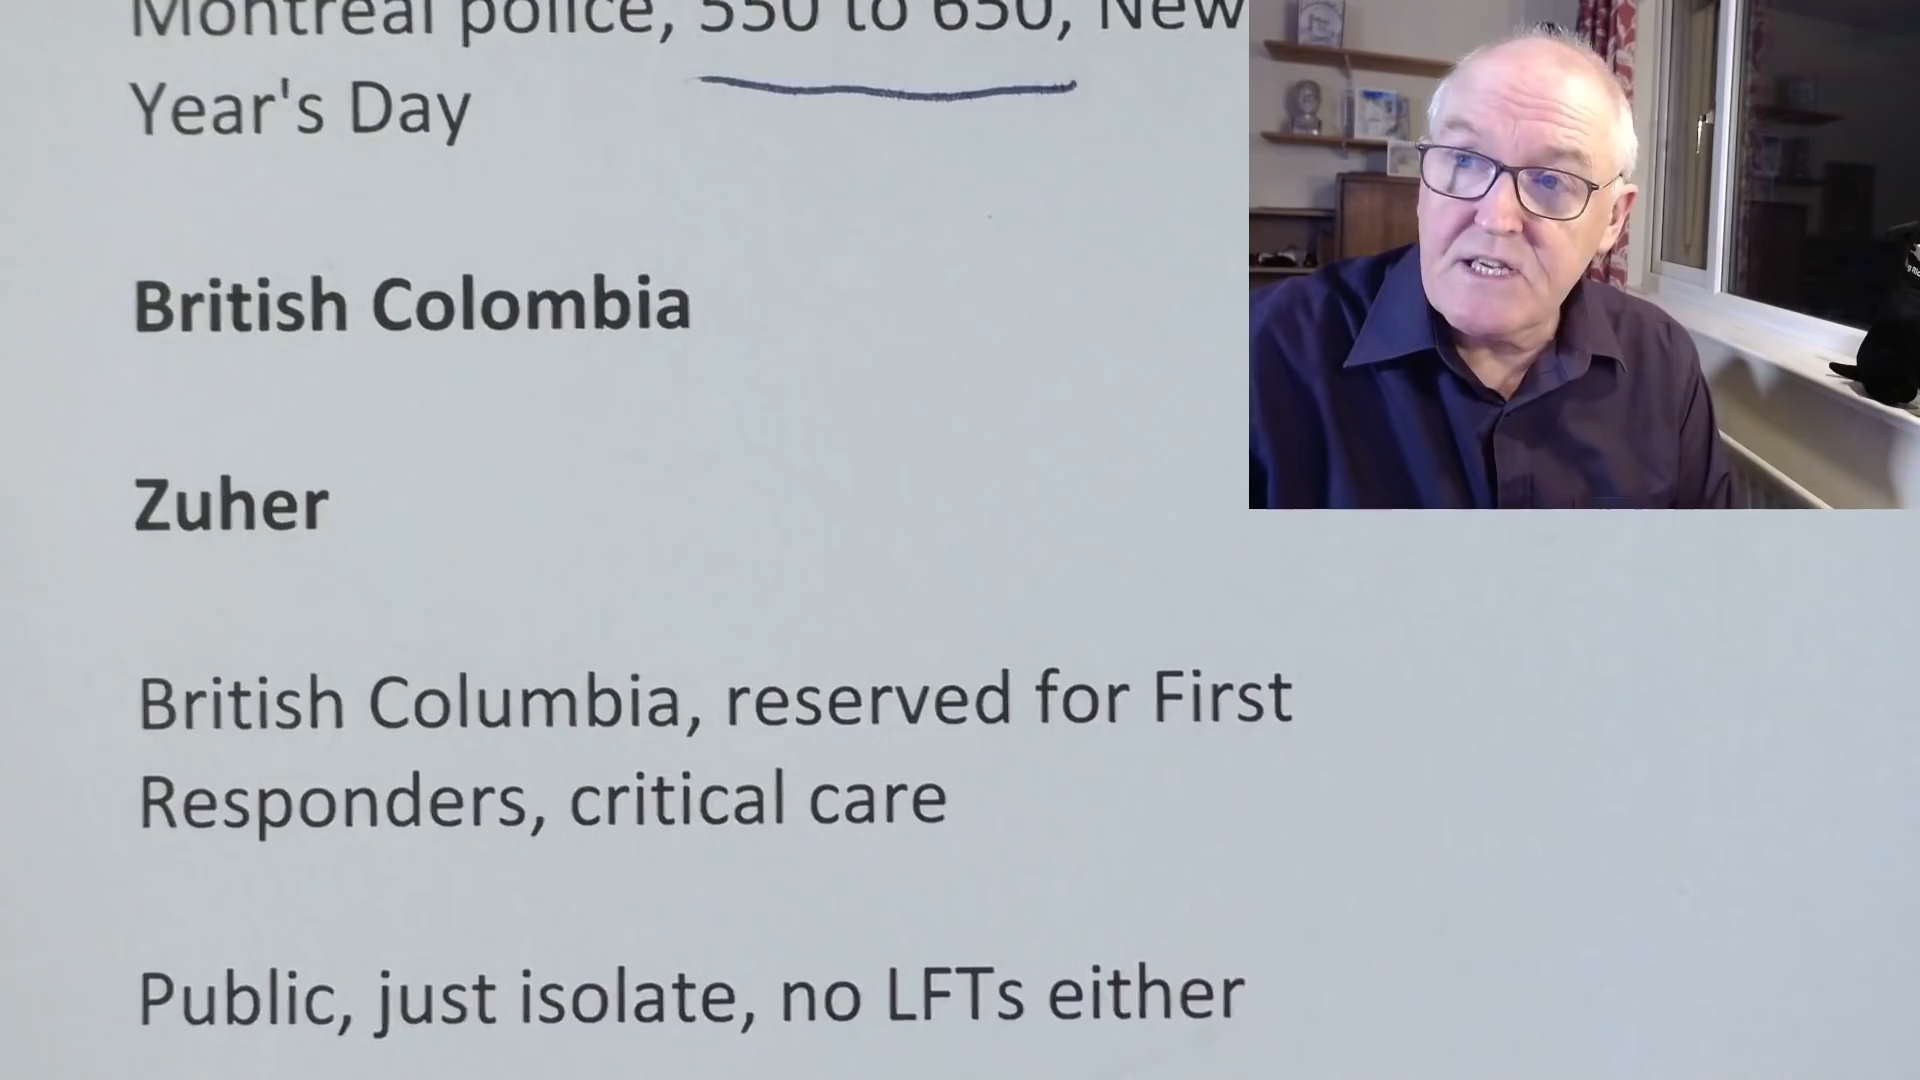 Montreal police, 550 to 650, New
Year's Day
British Colombia
Zuher
British Columbia, reserved for First
Responders, critical care
Public, just isolate, no LFTs either